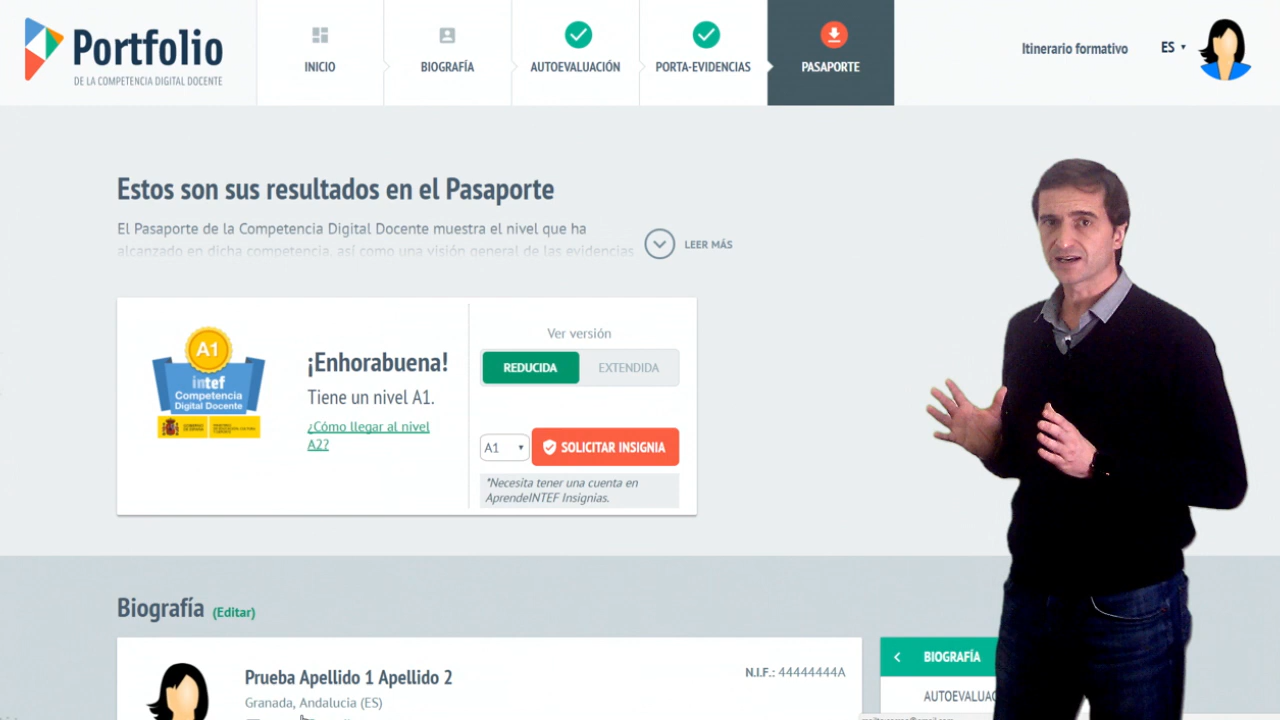 Portfolio
DE LA COMPETENCIA DIGITAL DOCENTE
INICIO
BIOGRAFÍA
AUTOEVALUACIÓN
PORTA-EVIDENCIAS
PASAPORTE
Itinerario formativo
ES
Estos son sus resultados en el Pasaporte
El Pasaporte de la Competencia Digital Docente muestra el nivel que ha
alcanzado en dicha competencia, así como una visión general de las evidencias
LEER MÁS
A1
intef
Competencia
Digital Docente
¡Enhorabuena!
Tiene un nivel A1.
¿Cómo llegar al nivel
A2?
Ver versión
REDUCIDA
EXTENDIDA
A1
SOLICITAR INSIGNIA
*Necesita tener una cuenta en
AprendeINTEF Insignias.
Biografía (Editar)
Prueba Apellido 1 Apellido 2
N.I.F.: 44444444A
Granada, Andalucia (ES)
BIOGRAFÍA
AUTOEVALUAC